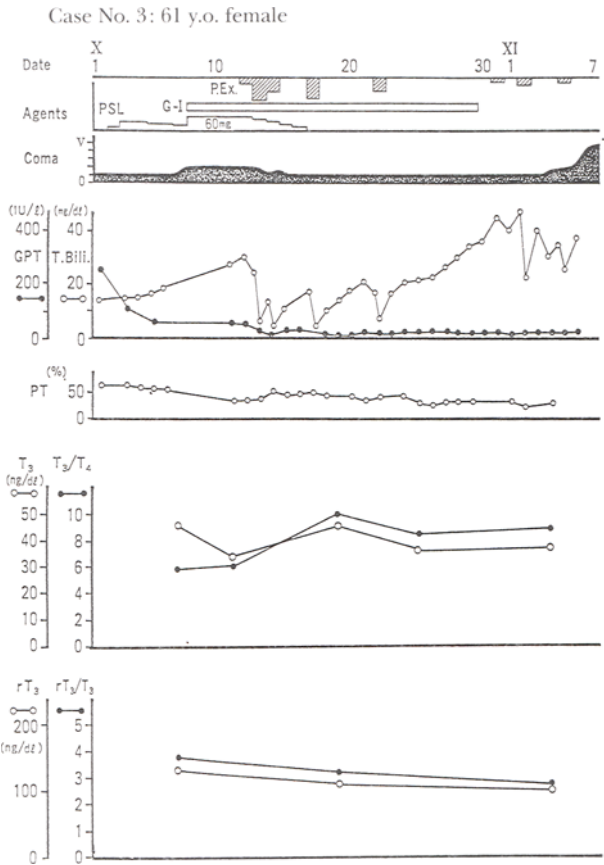 Case No. 3: 61 y.o. female
X XI
Date 1 10 20 30 1 7
P.Ex.
Agents PSL G-I
60mg
Coma V
0
(IU/ℓ) (mg/dℓ)
400 40
GPT T.Bili.
200 20
0 0
(%)
PT 50
0
T₃ T₃/T₄
(ng/dℓ)
50 10
40 8
30 6
20 4
10 2
0 0
rT₃ rT₃/T₃
200 5
(ng/dℓ) 4
3
100 2
1
0 0